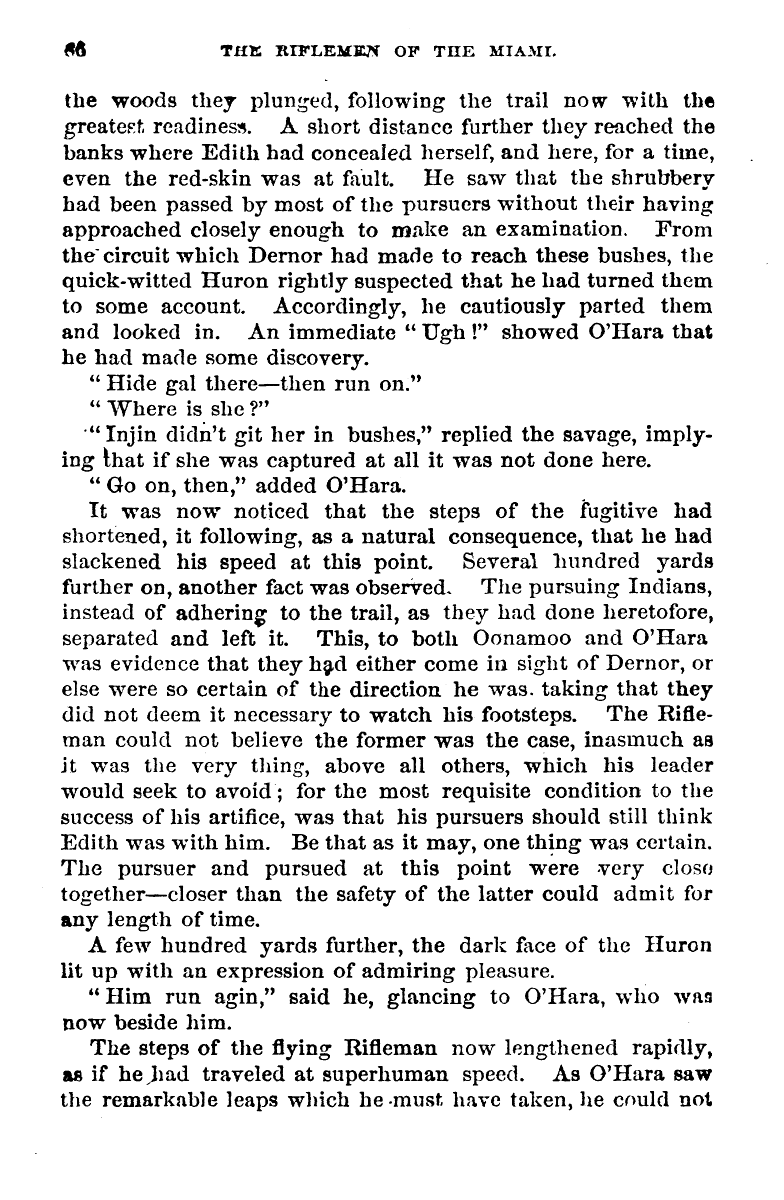 66 THE RIFLEMEN OF THE MIAMI.
the woods they plunged, following the trail now with the
greatest readiness. A short distance further they reached the
banks where Edith had concealed herself, and here, for a time,
even the red-skin was at fault. He saw that the shrubbery
had been passed by most of the pursuers without their having
approached closely enough to make an examination. From
the circuit which Dernor had made to reach these bushes, the
quick-witted Huron rightly suspected that he had turned them
to some account. Accordingly, he cautiously parted them
and looked in. An immediate “Ugh!” showed O’Hara that
he had made some discovery.
“Hide gal there—then run on.”
“Where is she?”
“Injin didn’t git her in bushes,” replied the savage, imply-
ing that if she was captured at all it was not done here.
“Go on, then,” added O’Hara.
It was now noticed that the steps of the fugitive had
shortened, it following, as a natural consequence, that he had
slackened his speed at this point. Several hundred yards
further on, another fact was observed. The pursuing Indians,
instead of adhering to the trail, as they had done heretofore,
separated and left it. This, to both Oonamoo and O’Hara
was evidence that they had either come in sight of Dernor, or
else were so certain of the direction he was. taking that they
did not deem it necessary to watch his footsteps. The Rifle-
man could not believe the former was the case, inasmuch as
it was the very thing, above all others, which his leader
would seek to avoid; for the most requisite condition to the
success of his artifice, was that his pursuers should still think
Edith was with him. Be that as it may, one thing was certain.
The pursuer and pursued at this point were very close
together—closer than the safety of the latter could admit for
any length of time.
A few hundred yards further, the dark face of the Huron
lit up with an expression of admiring pleasure.
“Him run agin,” said he, glancing to O’Hara, who was
now beside him.
The steps of the flying Rifleman now lengthened rapidly,
as if he had traveled at superhuman speed. As O’Hara saw
the remarkable leaps which he must have taken, he could not